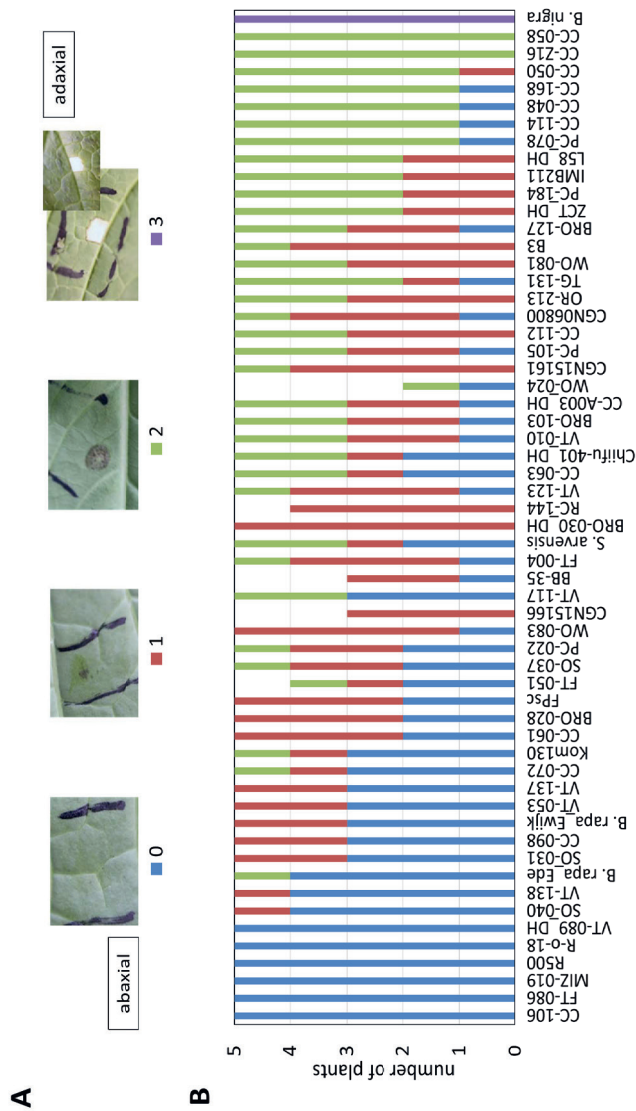 A
abaxial
adaxial
0
1
2
3
B
number of plants
5
4
3
2
1
0
CC-106
FT-086
MIZ-019
R500
R-o-18
VT-089_DH
SO-040
VT-138
B. rapa_Ede
SO-031
CC-098
B. rapa_Ewijk
VT-053
VT-137
CC-072
Kom130
CC-061
BRO-028
FPsc
FT-051
SO-037
PC-022
WO-083
CGN15166
VT-117
BB-35
FT-004
S. arvensis
BRO-030_DH
RC-144
VT-123
CC-063
Chiifu-401_DH
VT-010
BRO-103
CC-A003_DH
WO-024
CGN15161
PC-105
CC-112
CGN06800
OR-213
TG-131
WO-081
B3
BRO-127
ZCT_DH
PC-184
IMB211
L58_DH
PC-078
CC-114
CC-048
CC-168
CC-050
CC-Z16
CC-058
B. nigra